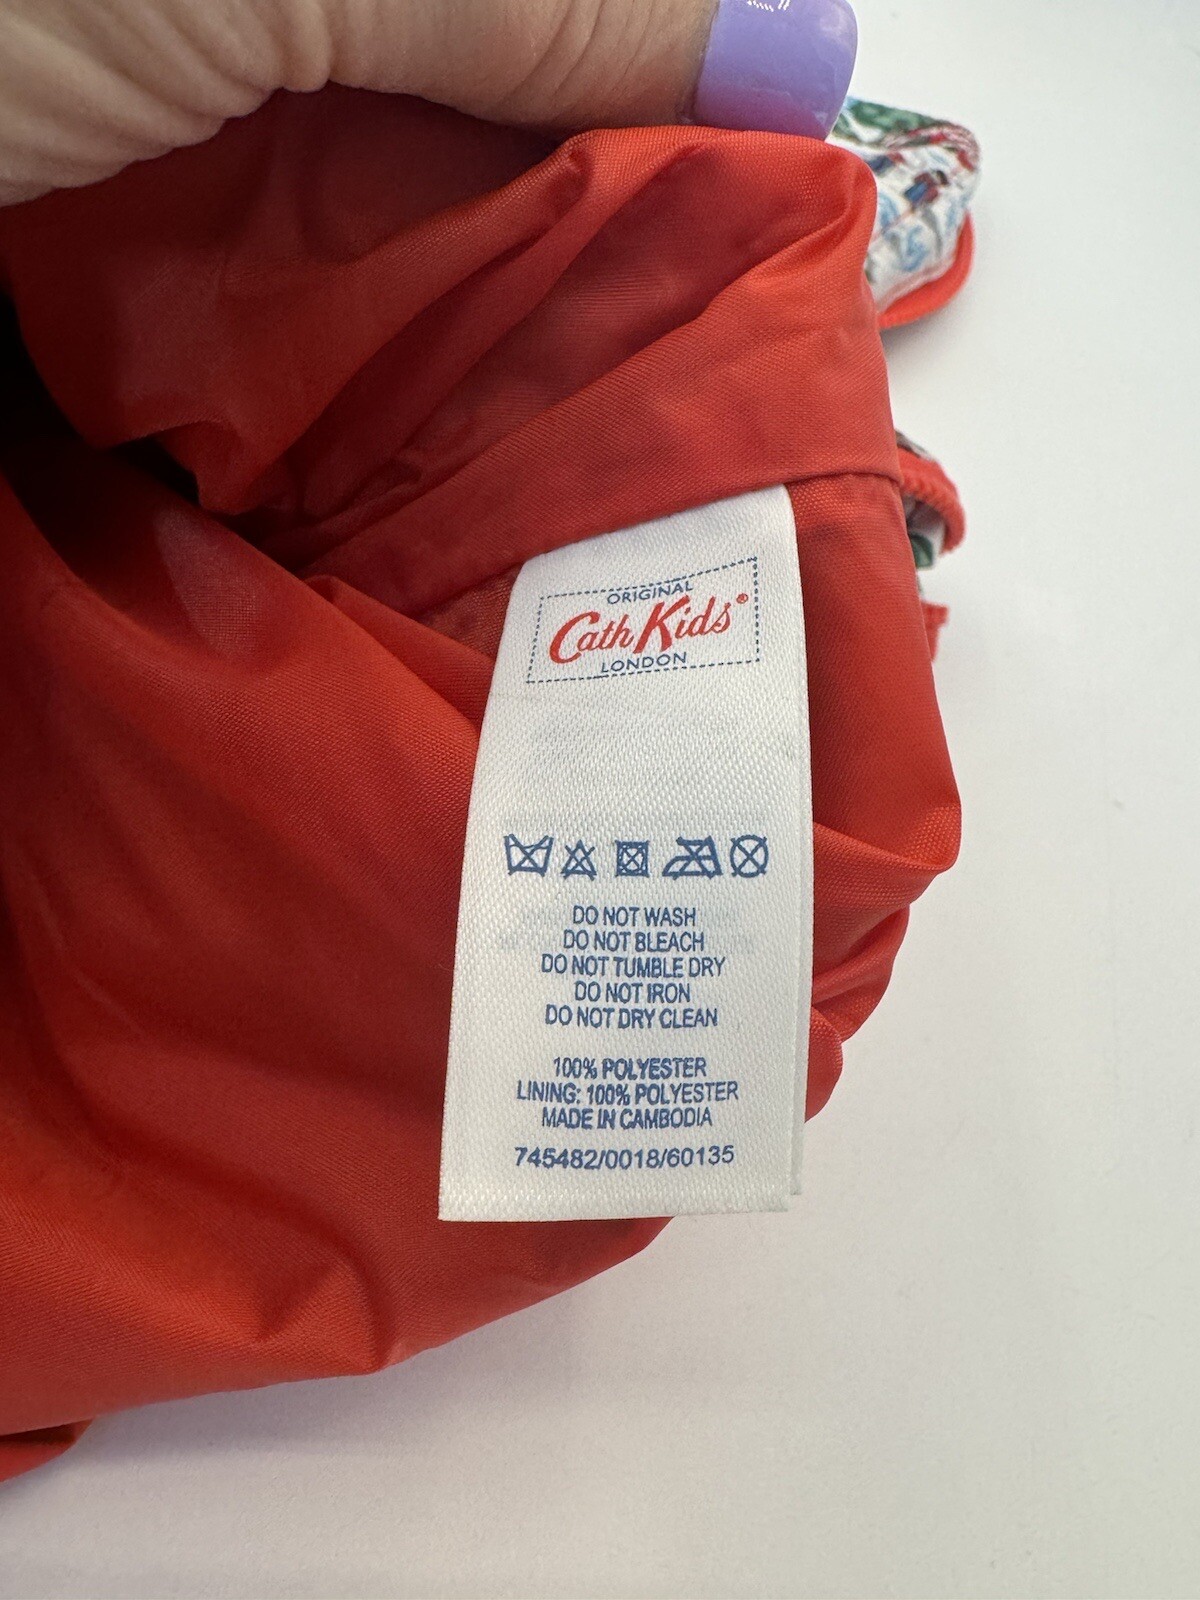 ORIGINAL
Cath Kids®
LONDON
DO NOT WASH
DO NOT BLEACH
DO NOT TUMBLE DRY
DO NOT IRON
DO NOT DRY CLEAN
100% POLYESTER
LINING: 100% POLYESTER
MADE IN CAMBODIA
745482/0018/60135